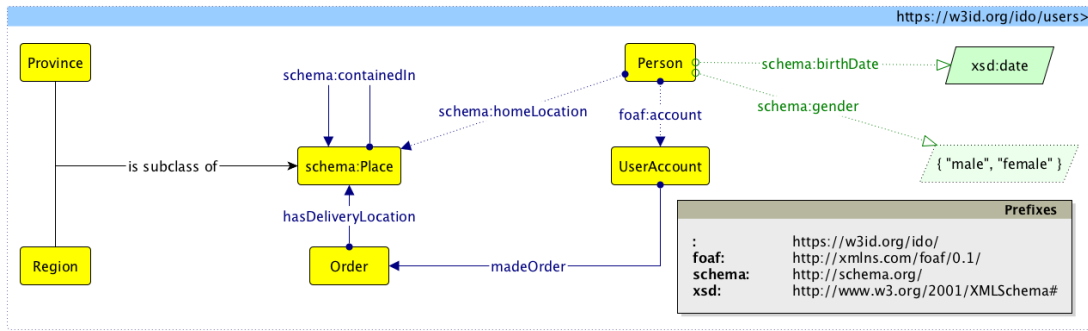 https://w3id.org/ido/users>
Province
Person
schema:containedIn
schema:birthDate
xsd:date
schema:homeLocation
schema:gender
foaf:account
is subclass of
schema:Place
UserAccount
{ "male", "female" }
hasDeliveryLocation
Prefixes
: https://w3id.org/ido/
foaf: http://xmlns.com/foaf/0.1/
schema: http://schema.org/
xsd: http://www.w3.org/2001/XMLSchema#
Region
Order
madeOrder